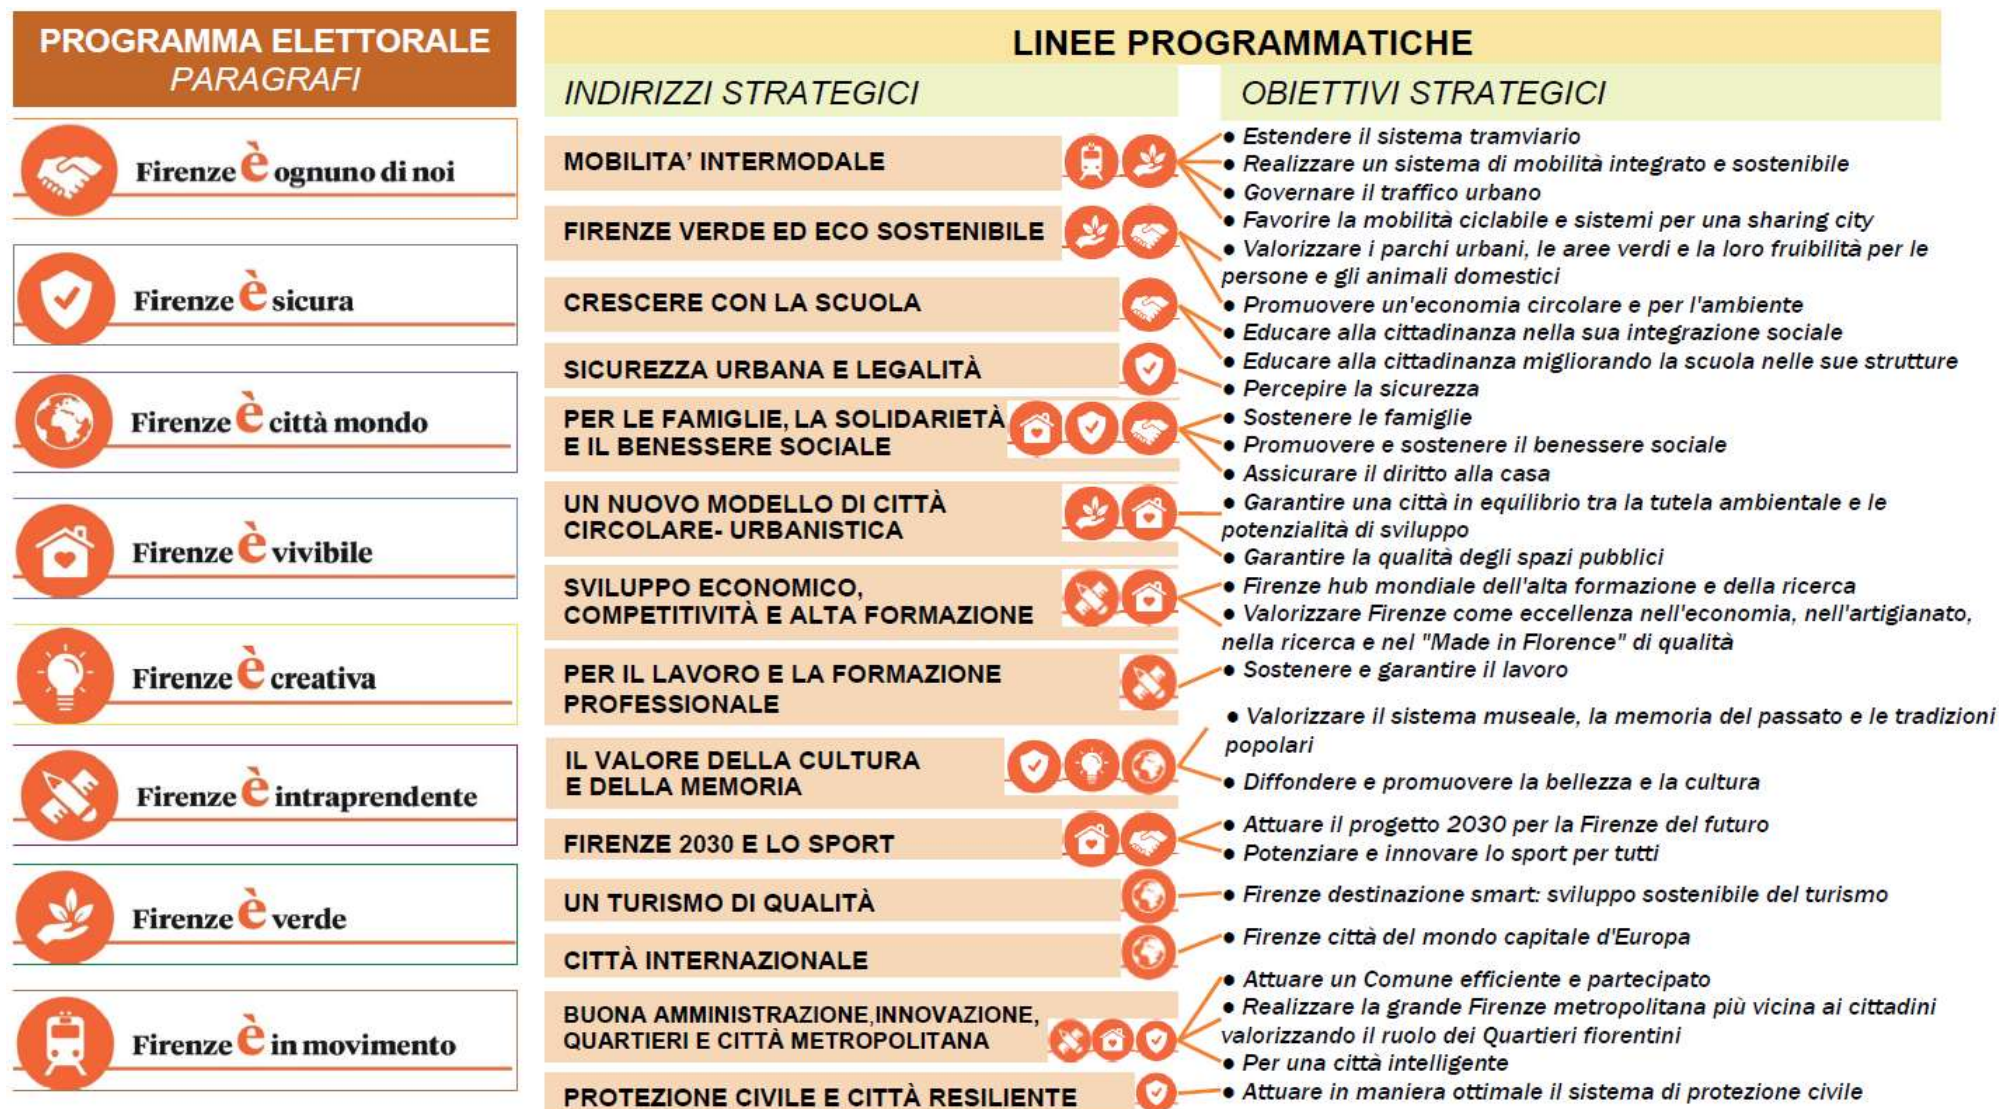 PROGRAMMA ELETTORALE
PARAGRAFI
Firenze è ognuno di noi
Firenze è sicura
Firenze è città mondo
Firenze è vivibile
Firenze è creativa
Firenze è intraprendente
Firenze è verde
Firenze è in movimento
LINEE PROGRAMMATICHE
INDIRIZZI STRATEGICI
MOBILITA' INTERMODALE
FIRENZE VERDE ED ECO SOSTENIBILE
CRESCERE CON LA SCUOLA
SICUREZZA URBANA E LEGALITÀ
PER LE FAMIGLIE, LA SOLIDARIETÀ
E IL BENESSERE SOCIALE
UN NUOVO MODELLO DI CITTÀ
CIRCOLARE- URBANISTICA
SVILUPPO ECONOMICO,
COMPETITIVITÀ E ALTA FORMAZIONE
PER IL LAVORO E LA FORMAZIONE
PROFESSIONALE
IL VALORE DELLA CULTURA
E DELLA MEMORIA
FIRENZE 2030 E LO SPORT
UN TURISMO DI QUALITÀ
CITTÀ INTERNAZIONALE
BUONA AMMINISTRAZIONE,INNOVAZIONE,
QUARTIERI E CITTÀ METROPOLITANA
PROTEZIONE CIVILE E CITTÀ RESILIENTE
OBIETTIVI STRATEGICI
● Estendere il sistema tramviario
● Realizzare un sistema di mobilità integrato e sostenibile
● Governare il traffico urbano
● Favorire la mobilità ciclabile e sistemi per una sharing city
● Valorizzare i parchi urbani, le aree verdi e la loro fruibilità per le
persone e gli animali domestici
● Promuovere un'economia circolare e per l'ambiente
● Educare alla cittadinanza nella sua integrazione sociale
● Educare alla cittadinanza migliorando la scuola nelle sue strutture
● Percepire la sicurezza
● Sostenere le famiglie
● Promuovere e sostenere il benessere sociale
● Assicurare il diritto alla casa
● Garantire una città in equilibrio tra la tutela ambientale e le
potenzialità di sviluppo
● Garantire la qualità degli spazi pubblici
● Firenze hub mondiale dell'alta formazione e della ricerca
● Valorizzare Firenze come eccellenza nell'economia, nell'artigianato,
nella ricerca e nel "Made in Florence" di qualità
● Sostenere e garantire il lavoro
● Valorizzare il sistema museale, la memoria del passato e le tradizioni
popolari
● Diffondere e promuovere la bellezza e la cultura
● Attuare il progetto 2030 per la Firenze del futuro
● Potenziare e innovare lo sport per tutti
● Firenze destinazione smart: sviluppo sostenibile del turismo
● Firenze città del mondo capitale d'Europa
● Attuare un Comune efficiente e partecipato
● Realizzare la grande Firenze metropolitana più vicina ai cittadini
valorizzando il ruolo dei Quartieri fiorentini
● Per una città intelligente
● Attuare in maniera ottimale il sistema di protezione civile